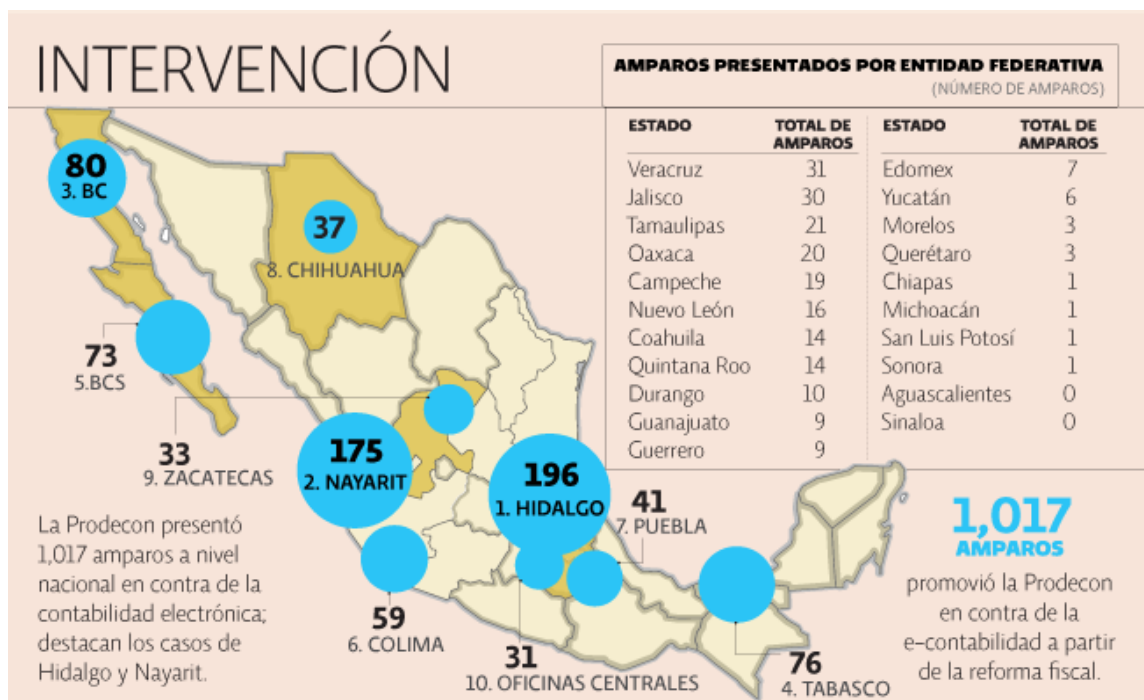 INTERVENCIÓN
AMPAROS PRESENTADOS POR ENTIDAD FEDERATIVA
(NÚMERO DE AMPAROS)
ESTADO TOTAL DE AMPAROS
Veracruz 31
Jalisco 30
Tamaulipas 21
Oaxaca 20
Campeche 19
Nuevo León 16
Coahuila 14
Quintana Roo 14
Durango 10
Guanajuato 9
Guerrero 9
ESTADO TOTAL DE AMPAROS
Edomex 7
Yucatán 6
Morelos 3
Querétaro 3
Chiapas 1
Michoacán 1
San Luis Potosí 1
Sonora 1
Aguascalientes 0
Sinaloa 0
80
3. BC
37
8. CHIHUAHUA
73
5.BCS
33
9. ZACATECAS
175
2. NAYARIT
196
1. HIDALGO
41
7. PUEBLA
59
6. COLIMA
31
10. OFICINAS CENTRALES
76
4. TABASCO
La Prodecon presentó
1,017 amparos a nivel
nacional en contra de la
contabilidad electrónica;
destacan los casos de
Hidalgo y Nayarit.
1,017
AMPAROS
promovió la Prodecon
en contra de la
e-contabilidad a partir
de la reforma fiscal.